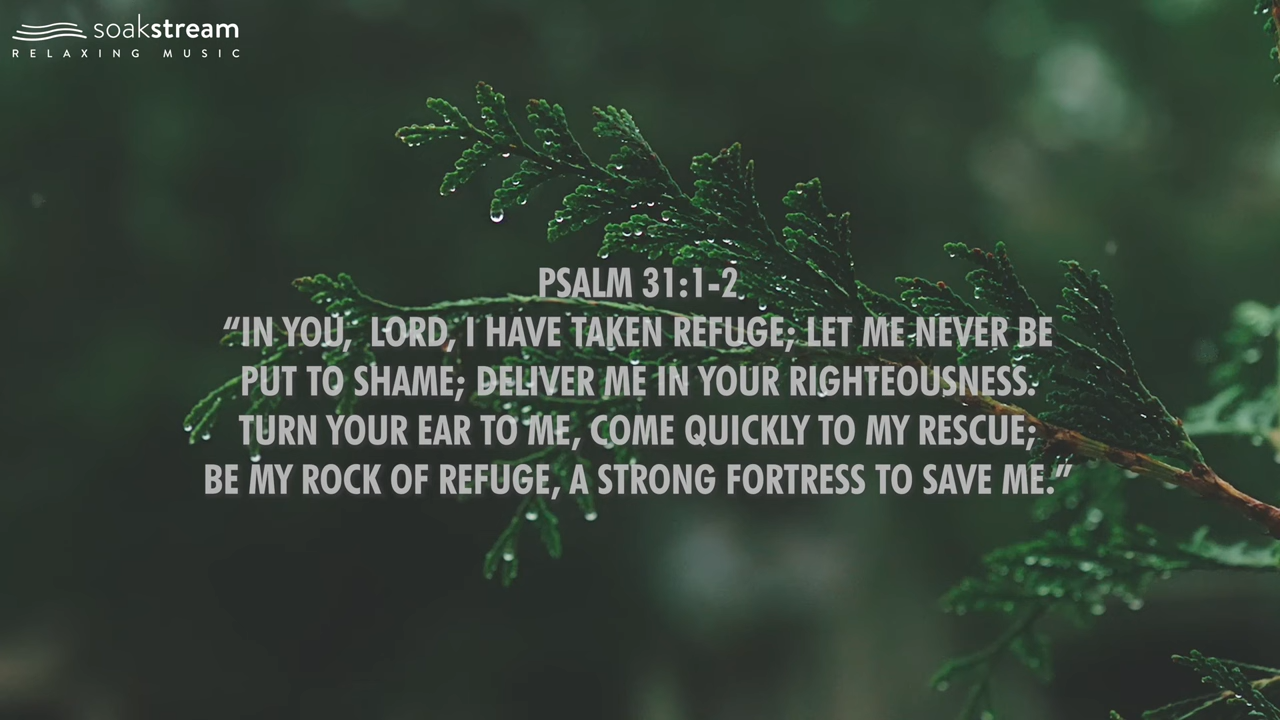 soakstream
RELAXING MUSIC
PSALM 31:1-2
“IN YOU, LORD, I HAVE TAKEN REFUGE; LET ME NEVER BE
PUT TO SHAME; DELIVER ME IN YOUR RIGHTEOUSNESS.
TURN YOUR EAR TO ME, COME QUICKLY TO MY RESCUE;
BE MY ROCK OF REFUGE, A STRONG FORTRESS TO SAVE ME.”